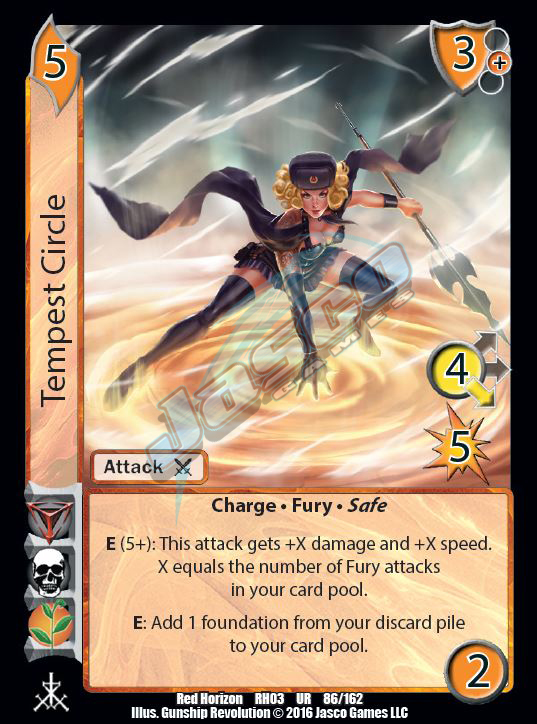 5
3
+
Tempest Circle
JASCO
GAMES
4
5
Attack
Charge • Fury • Safe
E (5+): This attack gets +X damage and +X speed.
X equals the number of Fury attacks
in your card pool.
E: Add 1 foundation from your discard pile
to your card pool.
2
Red Horizon RH03 UR 86/162
Illus. Gunship Revolution © 2016 Jasco Games LLC